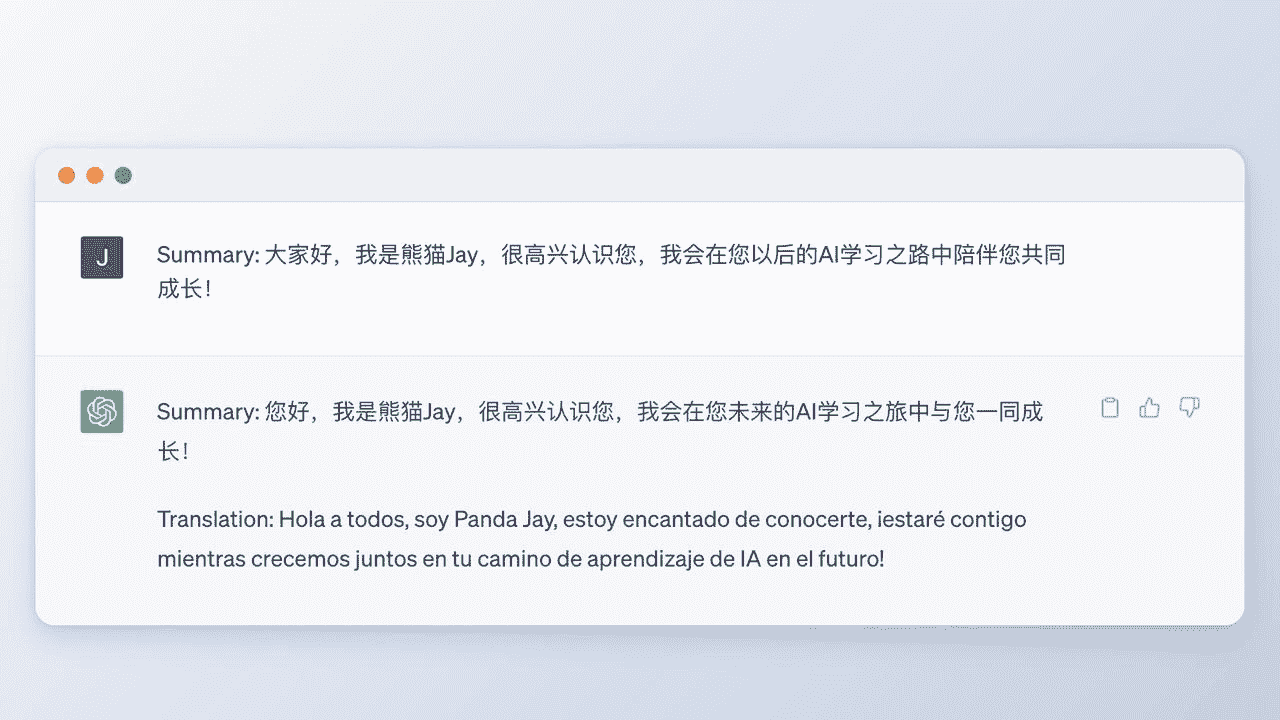 J
Summary: 大家好，我是熊猫Jay，很高兴认识您，我会在您以后的AI学习之路中陪伴您共同
成长！
Summary: 您好，我是熊猫Jay，很高兴认识您，我会在您未来的AI学习之旅中与您一同成
长！
Translation: Hola a todos, soy Panda Jay, estoy encantado de conocerte, ¡estaré contigo
mientras crecemos juntos en tu camino de aprendizaje de IA en el futuro!